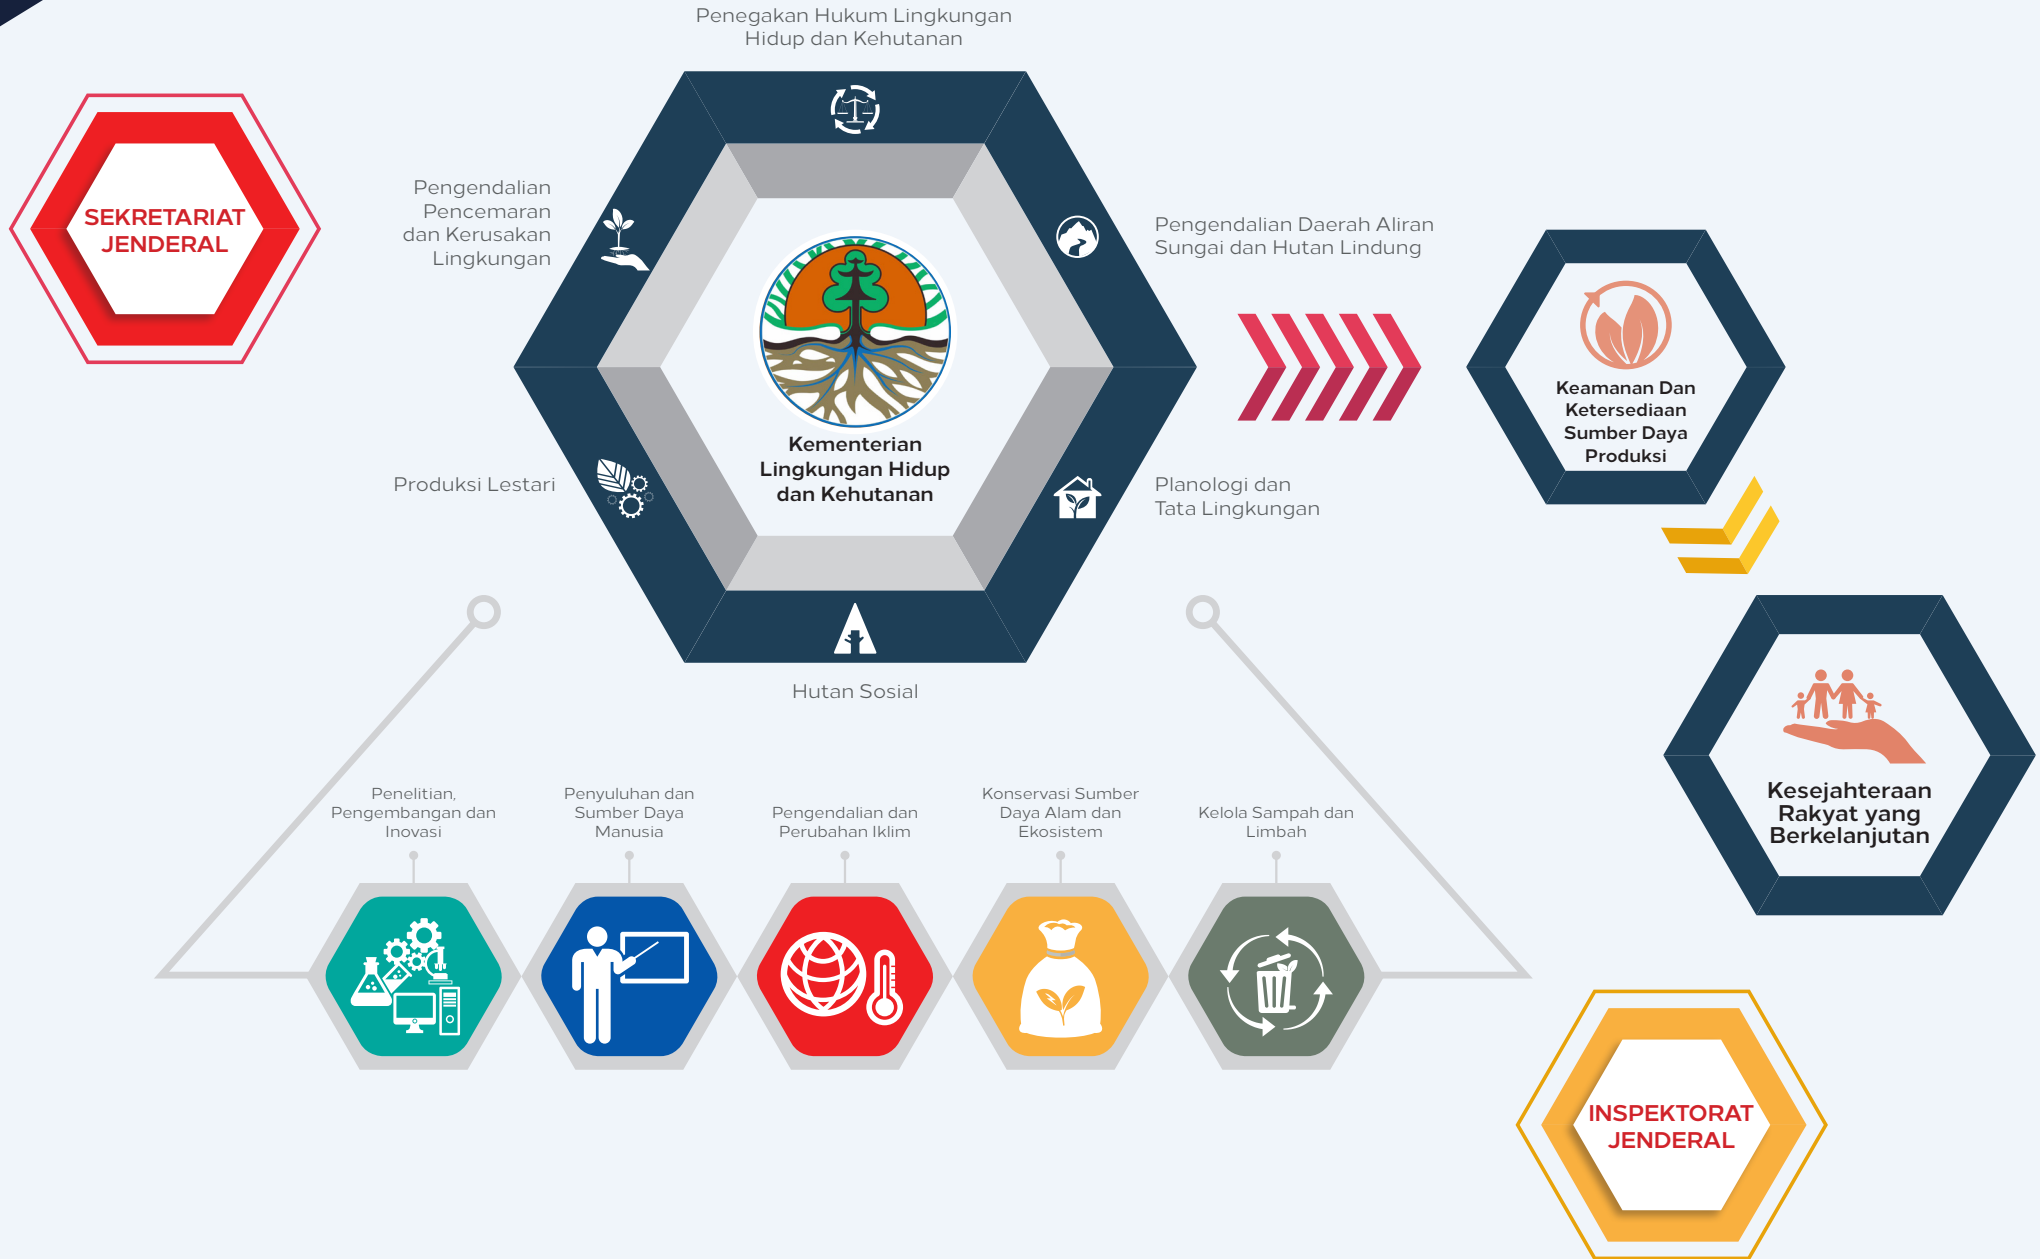 Penegakan Hukum Lingkungan
Hidup dan Kehutanan
SEKRETARIAT
JENDERAL
Pengendalian
Pencemaran
dan Kerusakan
Lingkungan
Pengendalian Daerah Aliran
Sungai dan Hutan Lindung
Kementerian
Lingkungan Hidup
dan Kehutanan
Produksi Lestari
Planologi dan
Tata Lingkungan
Hutan Sosial
Keamanan Dan
Ketersediaan
Sumber Daya
Produksi
Kesejahteraan
Rakyat yang
Berkelanjutan
Penelitian,
Pengembangan dan
Inovasi
Penyuluhan dan
Sumber Daya
Manusia
Pengendalian dan
Perubahan Iklim
Konservasi Sumber
Daya Alam dan
Ekosistem
Kelola Sampah dan
Limbah
INSPEKTORAT
JENDERAL